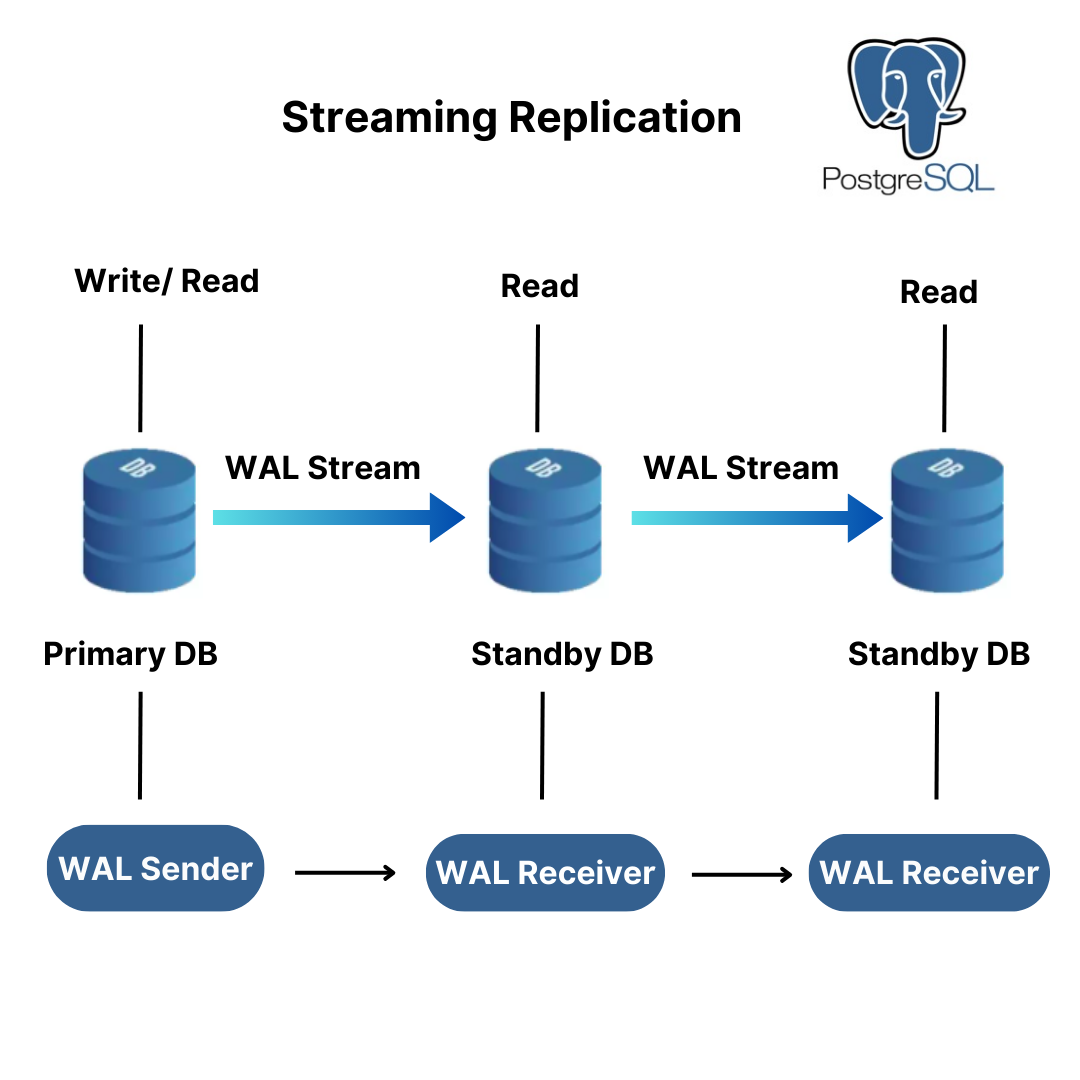 Streaming Replication
PostgreSQL
Write/ Read
Read
Read
DB
WAL Stream
DB
WAL Stream
DB
Primary DB
Standby DB
Standby DB
WAL Sender
WAL Receiver
WAL Receiver